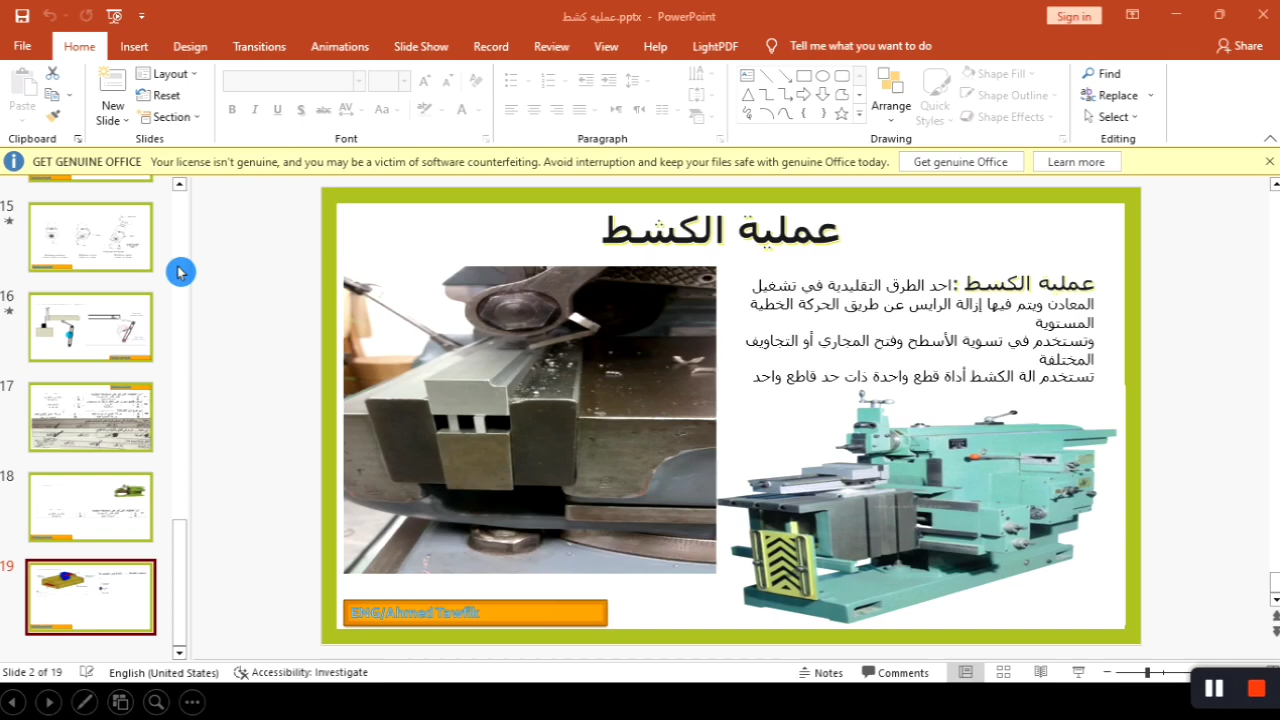 عمليه كشط.pptx - PowerPoint
Sign in
File Home Insert Design Transitions Animations Slide Show Record Review View Help LightPDF Tell me what you want to do Share
Paste
Clipboard
New Slide
Layout
Reset
Section
Slides
B I U S abc AV Aa A
Font
Paragraph
Arrange
Quick Styles
Shape Fill
Shape Outline
Shape Effects
Drawing
Find
Replace
Select
Editing
GET GENUINE OFFICE Your license isn't genuine, and you may be a victim of software counterfeiting. Avoid interruption and keep your files safe with genuine Office today. Get genuine Office Learn more
15
16
17
18
19
عملية الكشط
عملية الكسط :احد الطرق التقليدية في تشغيل
المعادن ويتم فيها إزالة الرايس عن طريق الحركة الخطية
المستوية
وتستخدم في تسوية الأسطح وفتح المجاري أو التجاويف
المختلفة
تستخدم الة الكشط أداة قطع واحدة ذات حد قاطع واحد
ENG/Ahmed Tawfik
Slide 2 of 19 English (United States) Accessibility: Investigate Notes Comments